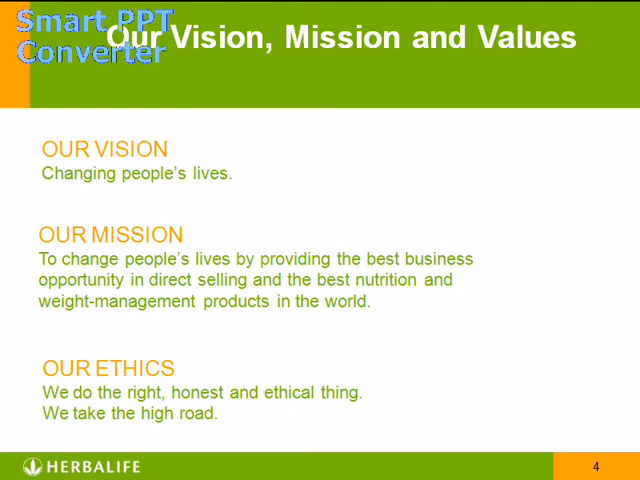 Smart PPT
Converter
Our Vision, Mission and Values
OUR VISION
Changing people's lives.
OUR MISSION
To change people's lives by providing the best business
opportunity in direct selling and the best nutrition and
weight-management products in the world.
OUR ETHICS
We do the right, honest and ethical thing.
We take the high road.
HERBALIFE
4